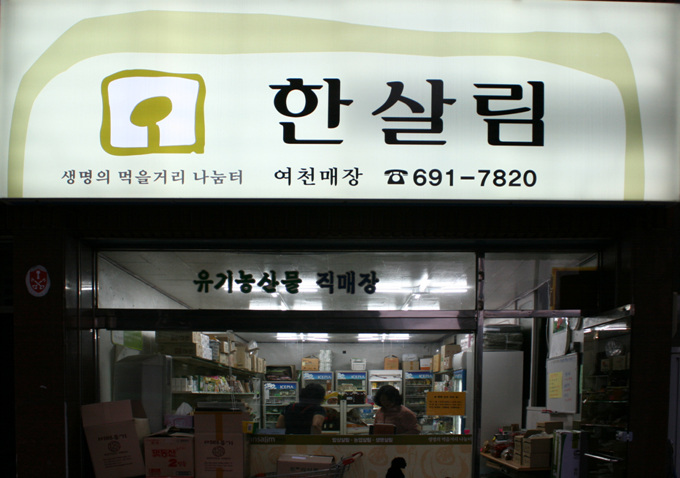 한살림
생명의 먹을거리 나눔터 여천매장 ☎691-7820
유기농산물 직매장